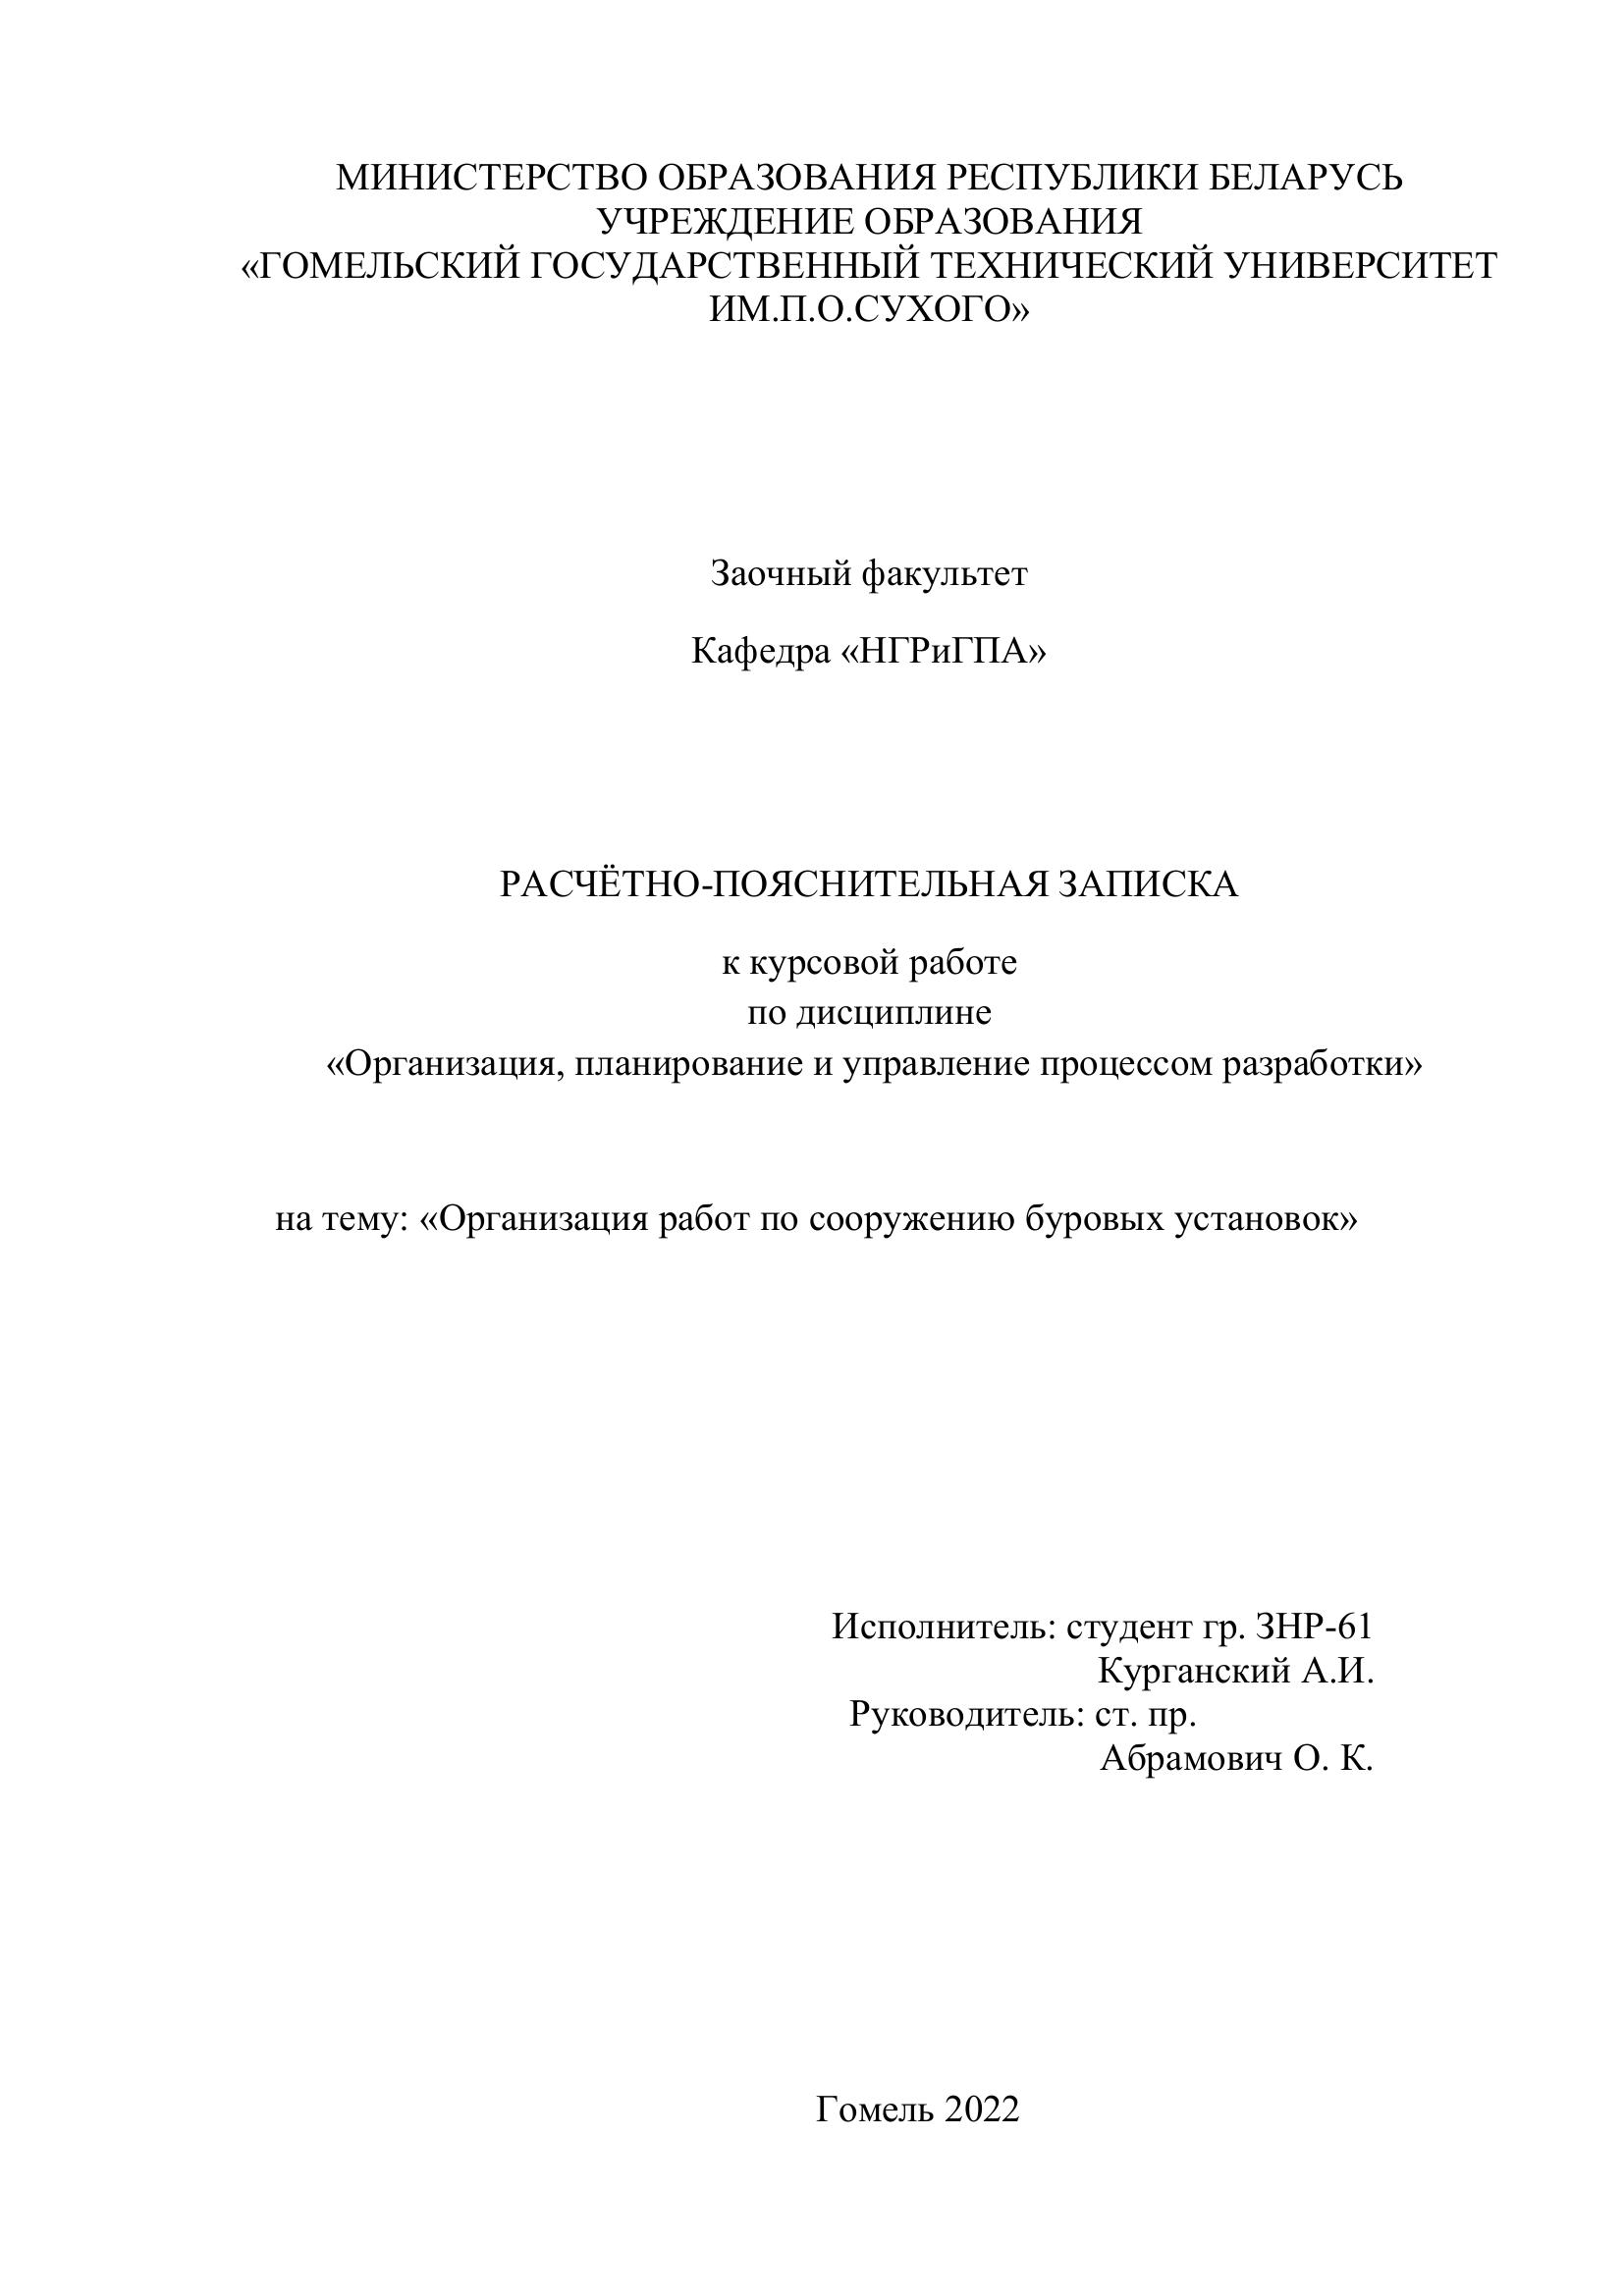 МИНИСТЕРСТВО ОБРАЗОВАНИЯ РЕСПУБЛИКИ БЕЛАРУСЬ
УЧРЕЖДЕНИЕ ОБРАЗОВАНИЯ
«ГОМЕЛЬСКИЙ ГОСУДАРСТВЕННЫЙ ТЕХНИЧЕСКИЙ УНИВЕРСИТЕТ
ИМ.П.О.СУХОГО»
Заочный факультет
Кафедра «НГРиГПА»
РАСЧЁТНО-ПОЯСНИТЕЛЬНАЯ ЗАПИСКА
к курсовой работе
по дисциплине
«Организация, планирование и управление процессом разработки»
на тему: «Организация работ по сооружению буровых установок»
Исполнитель: студент гр. ЗНР-61
Курганский А.И.
Руководитель: ст. пр.
Абрамович О. К.
Гомель 2022